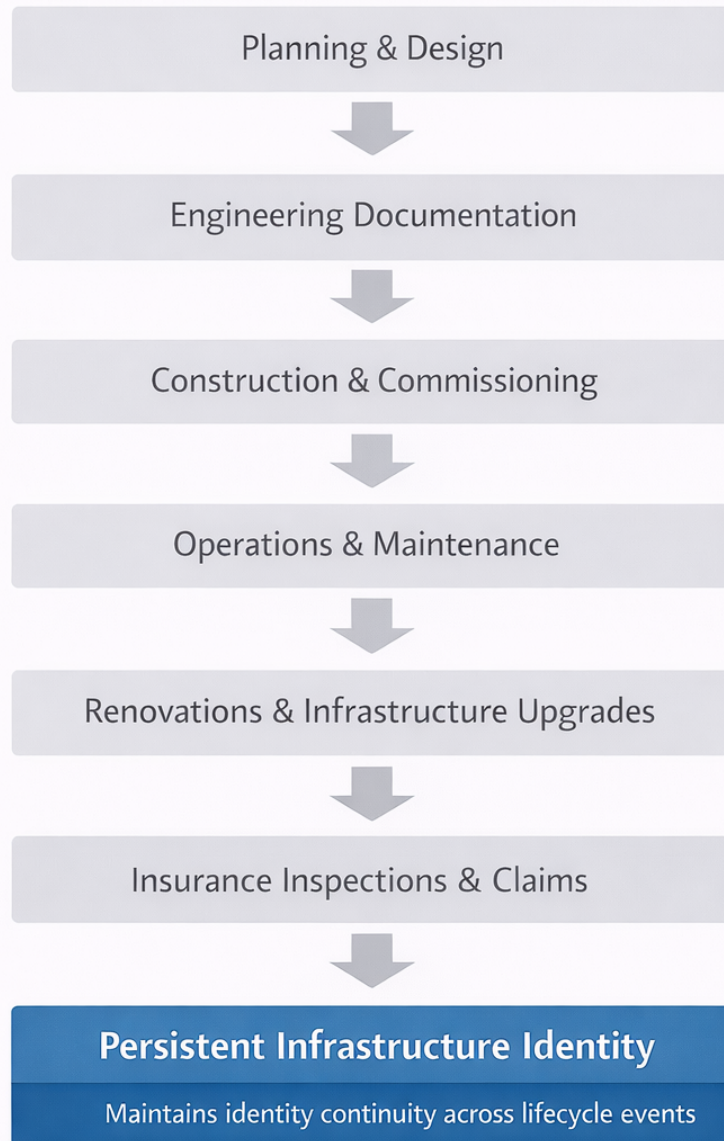 Planning & Design
Engineering Documentation
Construction & Commissioning
Operations & Maintenance
Renovations & Infrastructure Upgrades
Insurance Inspections & Claims
Persistent Infrastructure Identity
Maintains identity continuity across lifecycle events